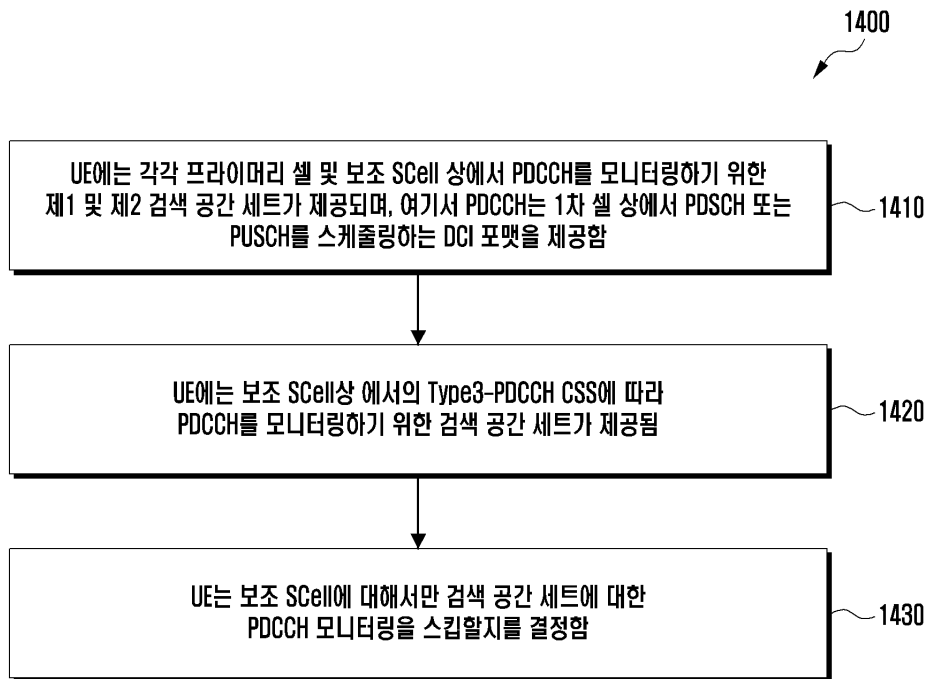 1400
UE에는 각각 프라이머리 셀 및 보조 SCell 상에서 PDCCH를 모니터링하기 위한
제1 및 제2 검색 공간 세트가 제공되며, 여기서 PDCCH는 1차 셀 상에서 PDSCH 또는
PUSCH를 스케줄링하는 DCI 포맷을 제공함
1410
UE에는 보조 SCell상 에서의 Type3-PDCCH CSS에 따라
PDCCH를 모니터링하기 위한 검색 공간 세트가 제공됨
1420
UE는 보조 SCell에 대해서만 검색 공간 세트에 대한
PDCCH 모니터링을 스킵할지를 결정함
1430